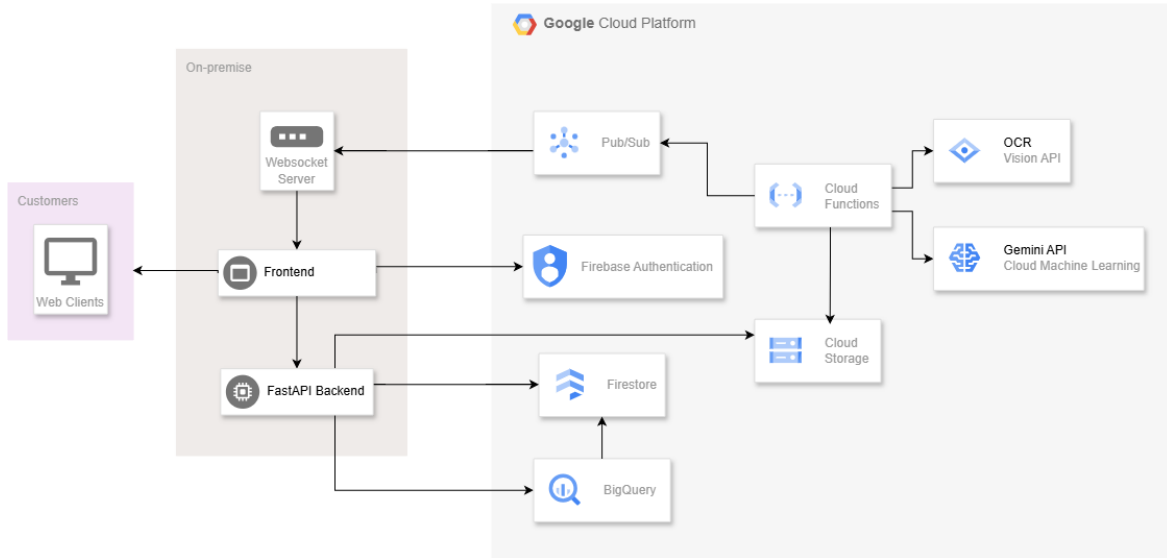 Google Cloud Platform
On-premise
Websocket
Server
Pub/Sub
OCR
Vision API
Cloud
Functions
Customers
Web Clients
Frontend
Firebase Authentication
Gemini API
Cloud Machine Learning
Cloud
Storage
FastAPI Backend
Firestore
BigQuery